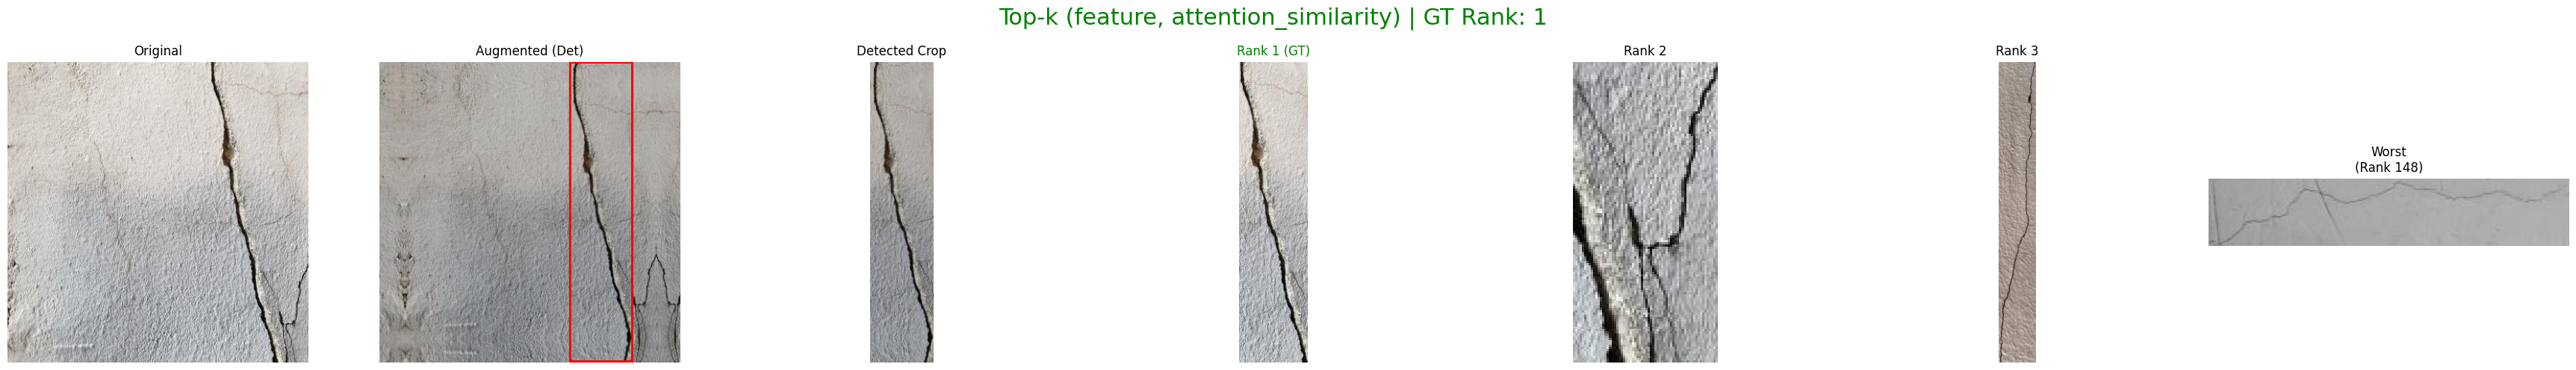 Top-k (feature, attention_similarity) | GT Rank: 1
Original
Augmented (Det)
Detected Crop
Rank 1 (GT)
Rank 2
Rank 3
Worst
(Rank 148)